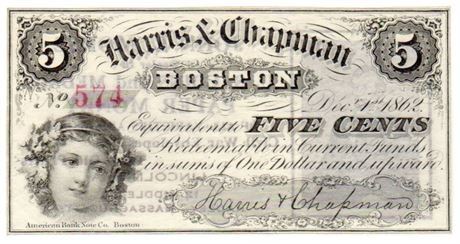 5 Harris & Chapman 5
BOSTON
No 574 Dec. 1st 1862.
Equivalent to FIVE CENTS
Redeemable in Current Funds
in sums of One Dollar and upward.
Harris & Chapman
American Bank Note Co. Boston